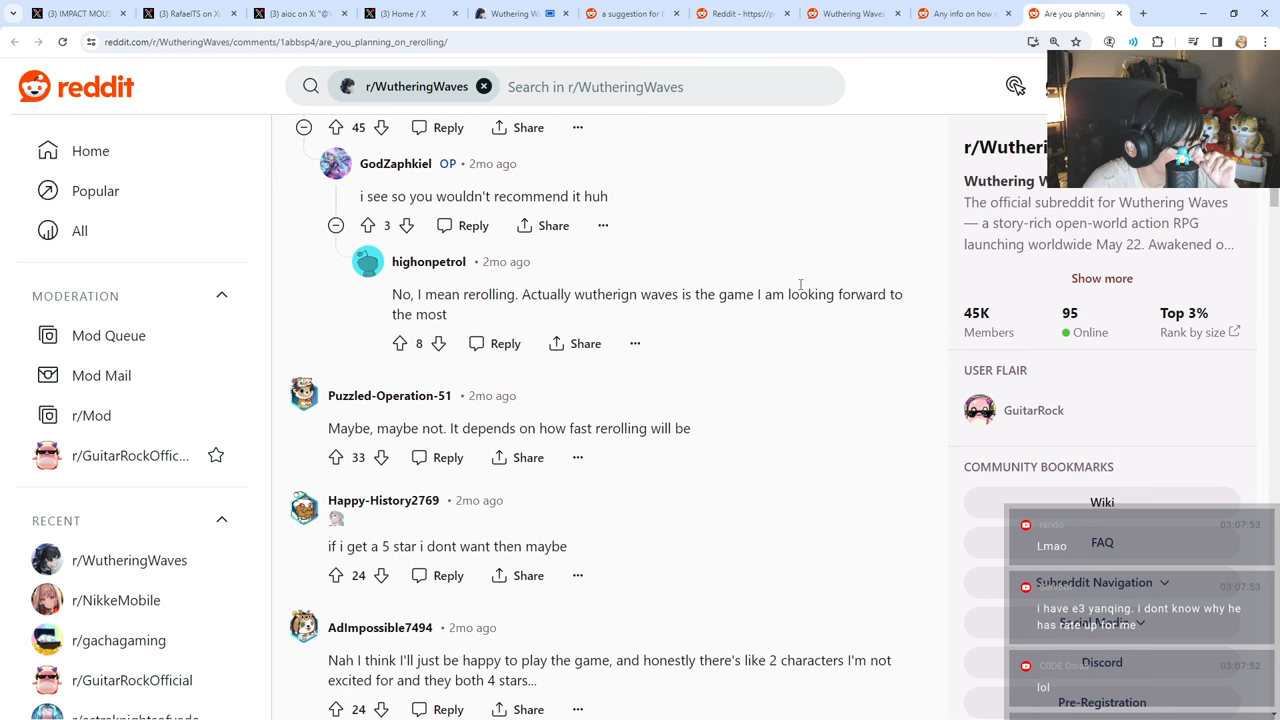 (3) IMPACT MOUS
(3) RafaelTS on X:
(3) aioc on X: "@W
(3) Home / X
Wuthering Wa
a suggestion for b
Reddit - https://p
Wuthering Waves
Any info on how
Are you planning
reddit.com/r/WutheringWaves/comments/1abbsp4/are_you_planning_on_rerolling/
reddit
r/WutheringWaves
Search in r/WutheringWaves
Home
Popular
All
MODERATION
Mod Queue
Mod Mail
r/Mod
r/GuitarRockOffic...
RECENT
r/WutheringWaves
r/NikkeMobile
r/gachagaming
r/GuitarRockOfficial
45
Reply
Share
GodZaphkiel OP • 2mo ago
i see so you wouldn't recommend it huh
3
Reply
Share
highonpetrol • 2mo ago
No, I mean rerolling. Actually wutherign waves is the game I am looking forward to
the most
8
Reply
Share
Puzzled-Operation-51 • 2mo ago
Maybe, maybe not. It depends on how fast rerolling will be
33
Reply
Share
Happy-History2769 • 2mo ago
if i get a 5 star i dont want then maybe
24
Reply
Share
AdImpossible7494 • 2mo ago
Nah I think I'll just be happy to play the game, and honestly there's like 2 characters I'm not
excited for and they both 4 stars...
24
Reply
Share
r/Wutheri
Wuthering W
The official subreddit for Wuthering Waves
— a story-rich open-world action RPG
launching worldwide May 22. Awakened o...
Show more
45K
95
Top 3%
Members
Online
Rank by size
USER FLAIR
GuitarRock
COMMUNITY BOOKMARKS
Wiki
FAQ
Subreddit Navigation
Discord
Pre-Registration
rando
03:07:53
Lmao
03:07:53
i have e3 yanqing. i dont know why he
has rate up for me
03:07:52
lol